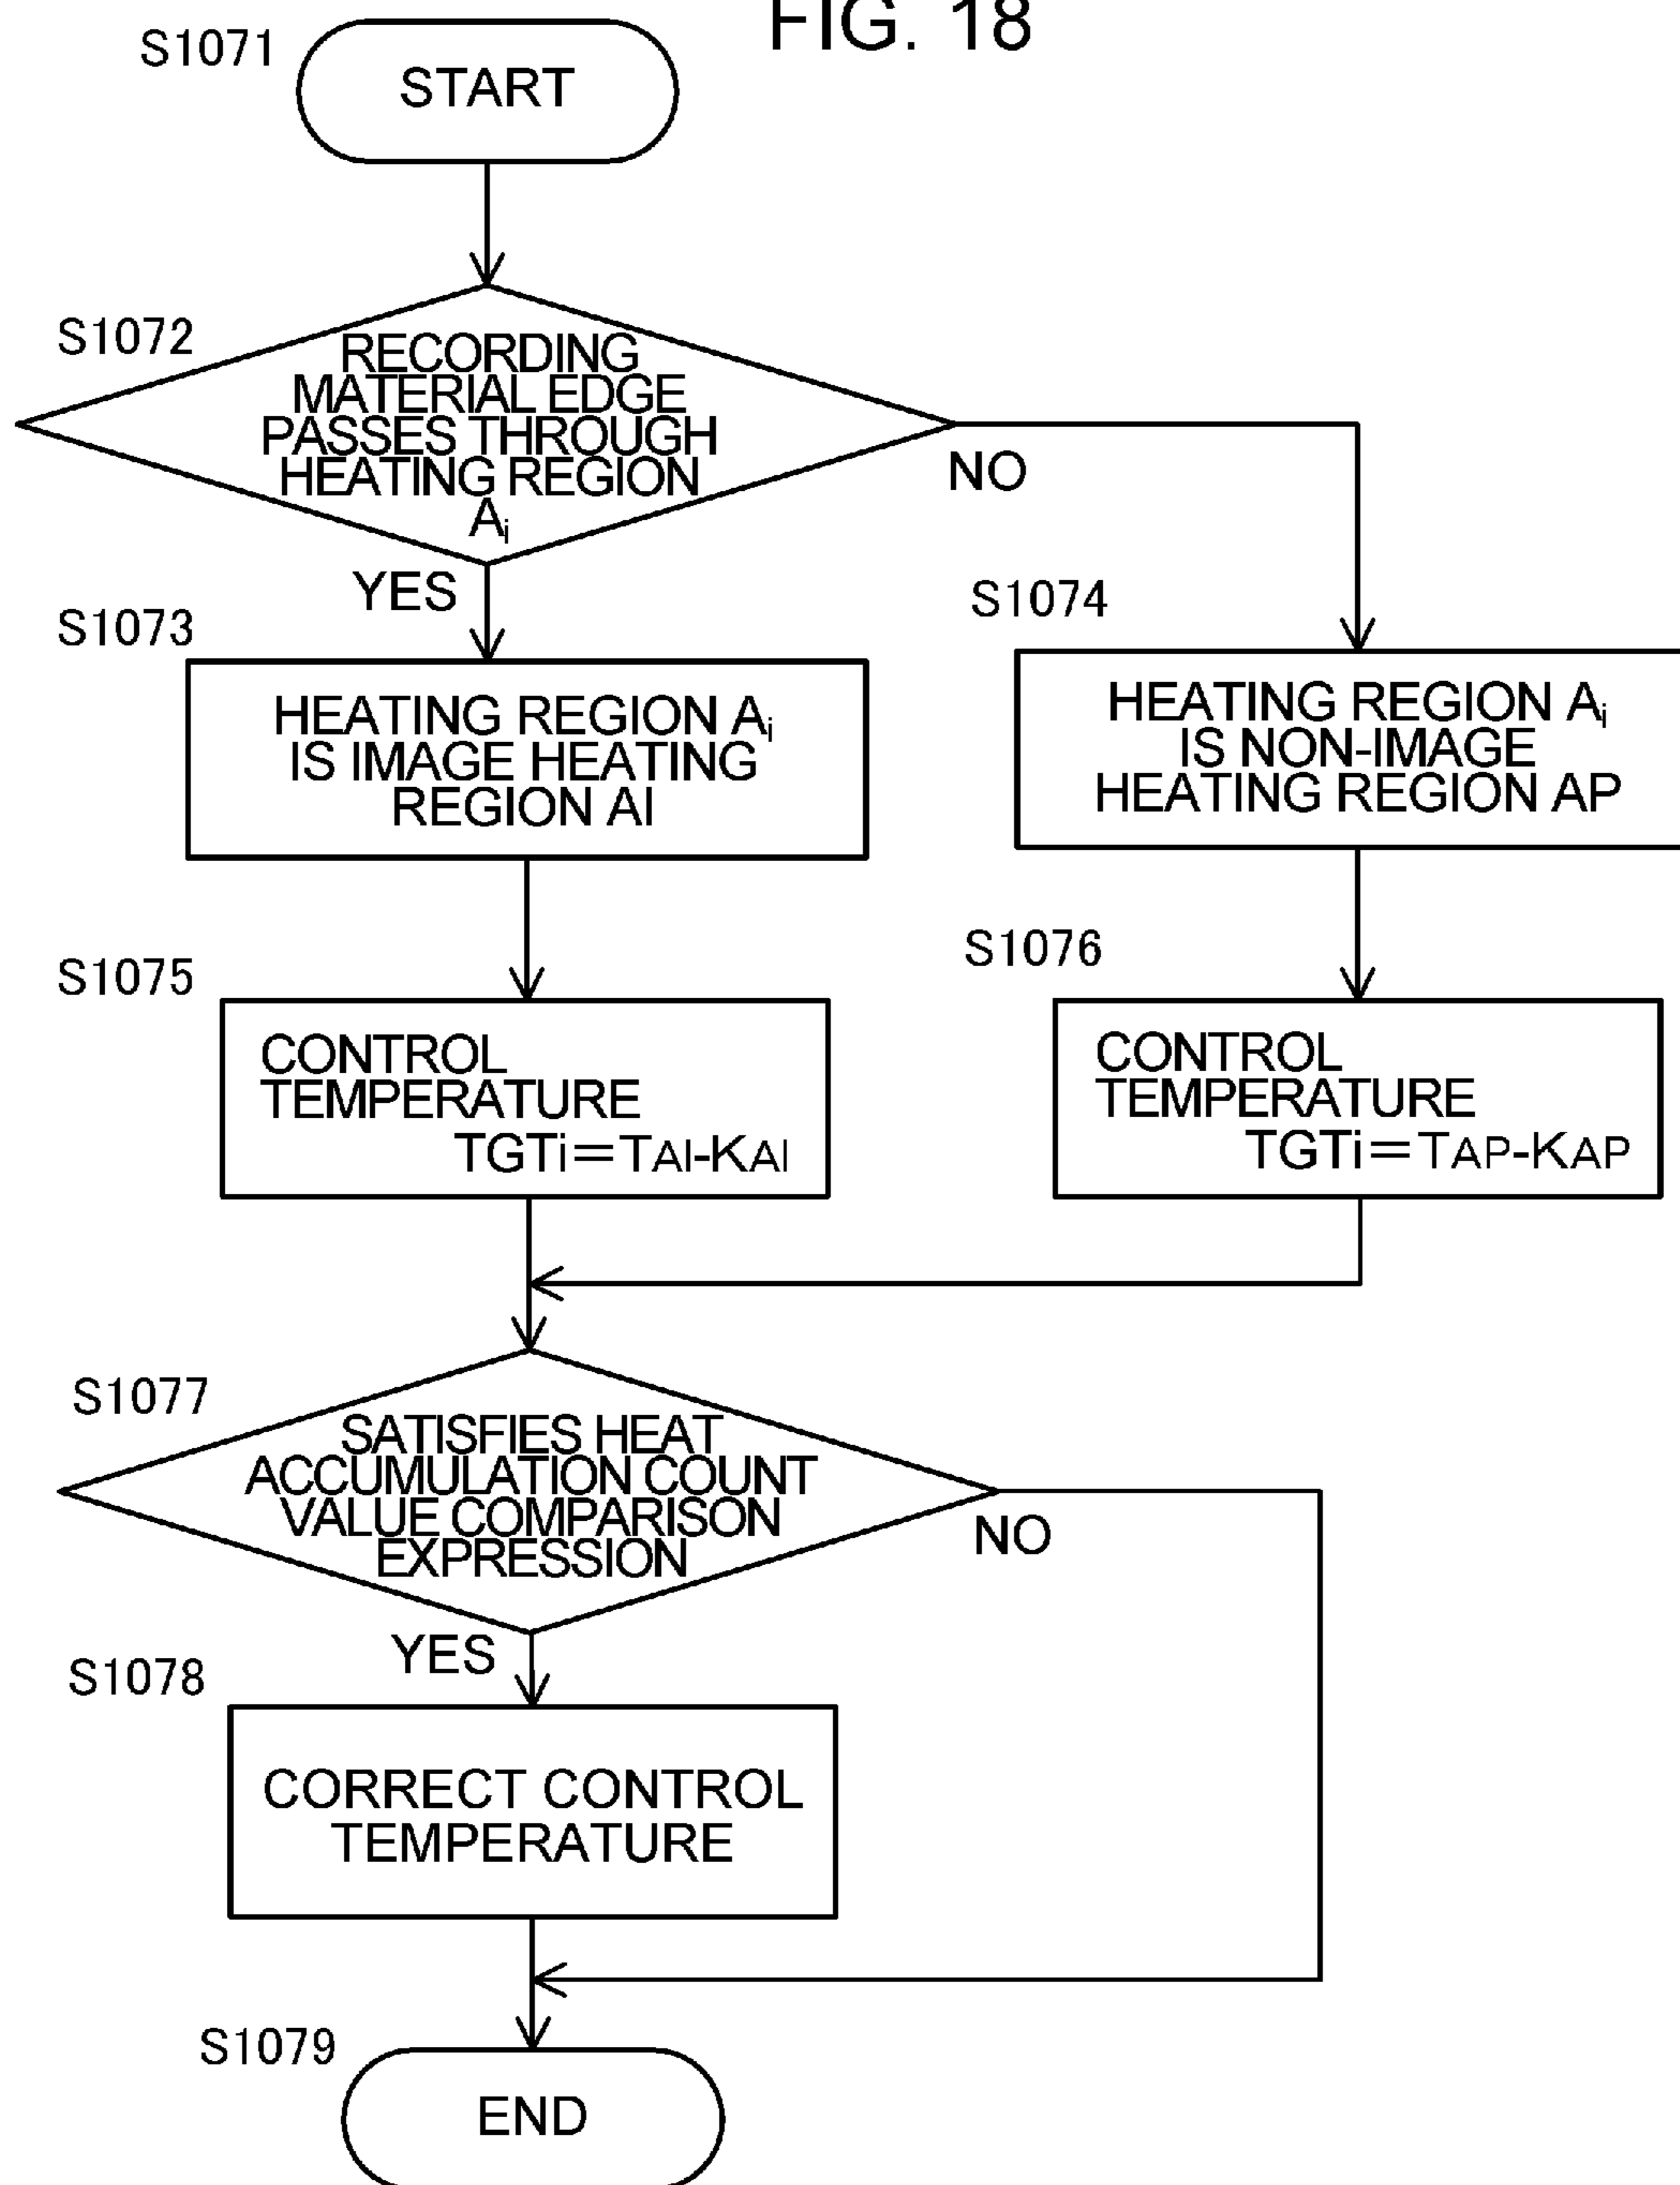 FIG. 18
S1071
START
S1072
RECORDING
MATERIAL EDGE
PASSES THROUGH
HEATING REGION
Ai
NO
YES
S1073
HEATING REGION Ai
IS IMAGE HEATING
REGION AI
S1074
HEATING REGION Ai
IS NON-IMAGE
HEATING REGION AP
S1075
CONTROL
TEMPERATURE
TGTi=TAI-KAI
S1076
CONTROL
TEMPERATURE
TGTi=TAP-KAP
S1077
SATISFIES HEAT
ACCUMULATION COUNT
VALUE COMPARISON
EXPRESSION
NO
YES
S1078
CORRECT CONTROL
TEMPERATURE
S1079
END